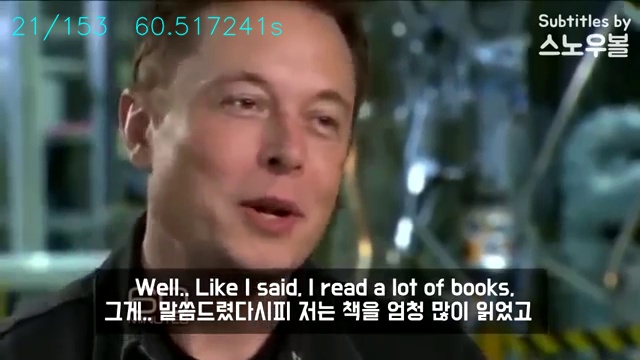 21/153 60.517241s
Subtitles by
스노우볼
Well.. Like I said, I read a lot of books,
그게.. 말씀드렸다시피 저는 책을 엄청 많이 읽었고
MINUTES